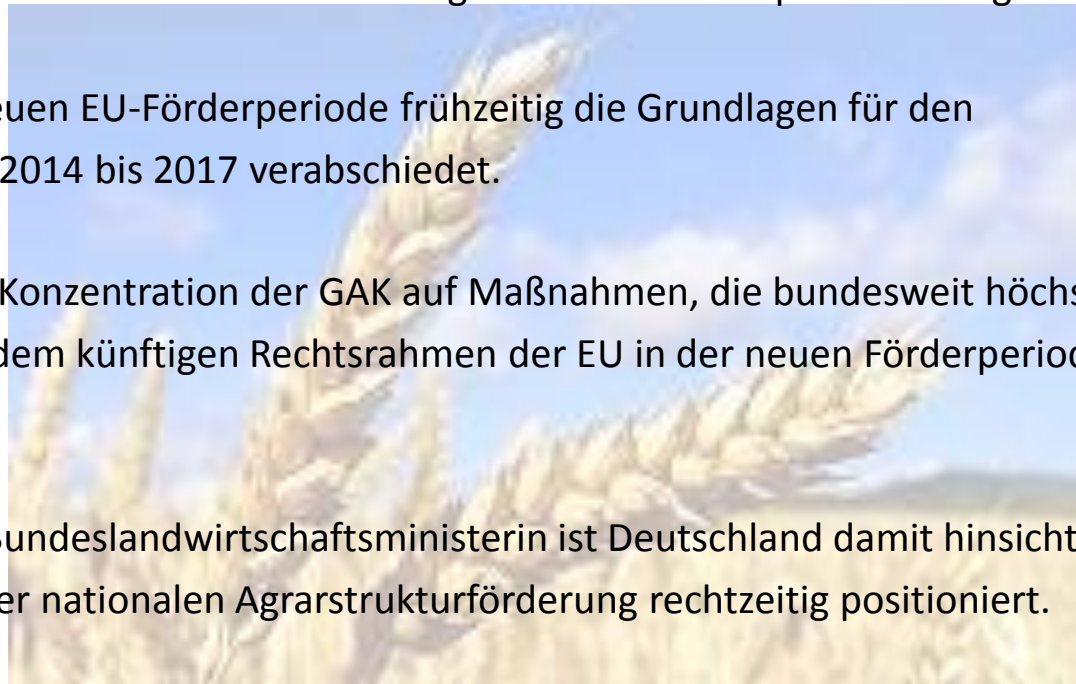 euen EU-Förderperiode frühzeitig die Grundlagen für den
2014 bis 2017 verabschiedet.
Konzentration der GAK auf Maßnahmen, die bundesweit höchs
dem künftigen Rechtsrahmen der EU in der neuen Förderperiod
Bundeslandwirtschaftsministerin ist Deutschland damit hinsicht
er nationalen Agrarstrukturförderung rechtzeitig positioniert.